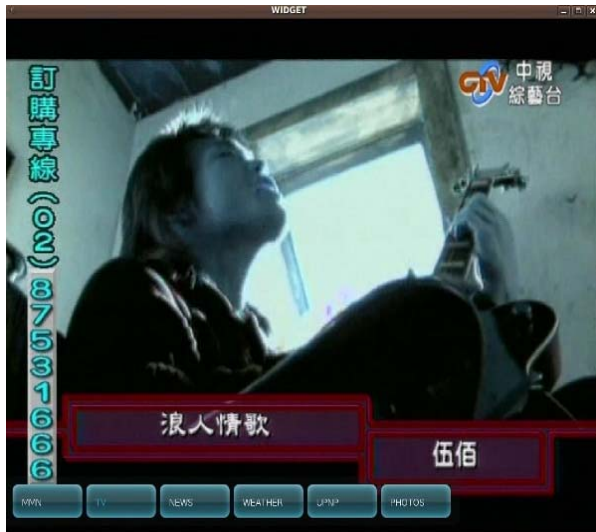 WIDGET
CTV 中視
綜藝台
訂購專線(02)87531666
浪人情歌
伍佰
MMN TV NEWS WEATHER UPNP PHOTOS